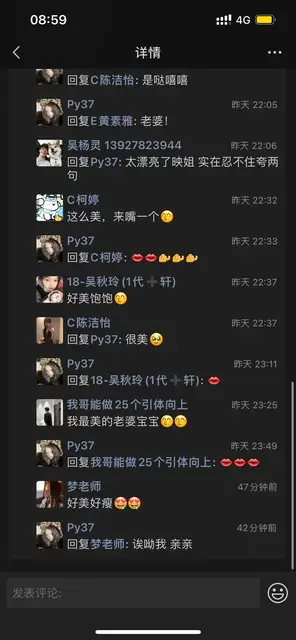 08:59
4G
详情
回复C陈洁怡: 是哒嘻嘻
Py37
昨天 22:05
回复E黄素雅: 老婆！
吴杨灵 13927823944
昨天 22:06
回复Py37: 太漂亮了映姐 实在忍不住夸两
句
C柯婷
昨天 22:32
这么美，来嘴一个🤭
Py37
昨天 22:33
回复C柯婷: 👄👄🫴🫴🫴
18-吴秋玲 (1代➕轩)
昨天 22:37
好美饱饱🤭
C陈洁怡
昨天 22:37
回复Py37: 很美🥹
Py37
昨天 23:11
回复18-吴秋玲 (1代➕轩): 👄
我哥能做25个引体向上
昨天 23:25
我最美的老婆宝宝🤭🤭
Py37
昨天 23:49
回复我哥能做25个引体向上: 👄👄👄
梦老师
47分钟前
好美好瘦😍😍
Py37
42分钟前
回复梦老师: 诶呦我 亲亲
发表评论: